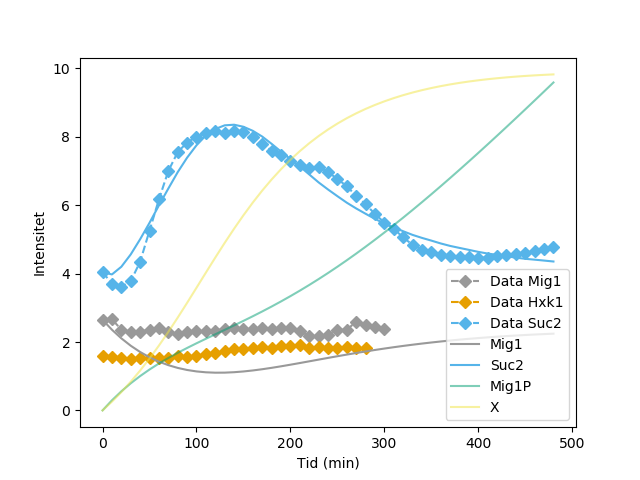 10
8
6
4
2
0
Intensitet
0
100
200
300
400
500
Tid (min)
Data Mig1
Data Hxk1
Data Suc2
Mig1
Suc2
Mig1P
X